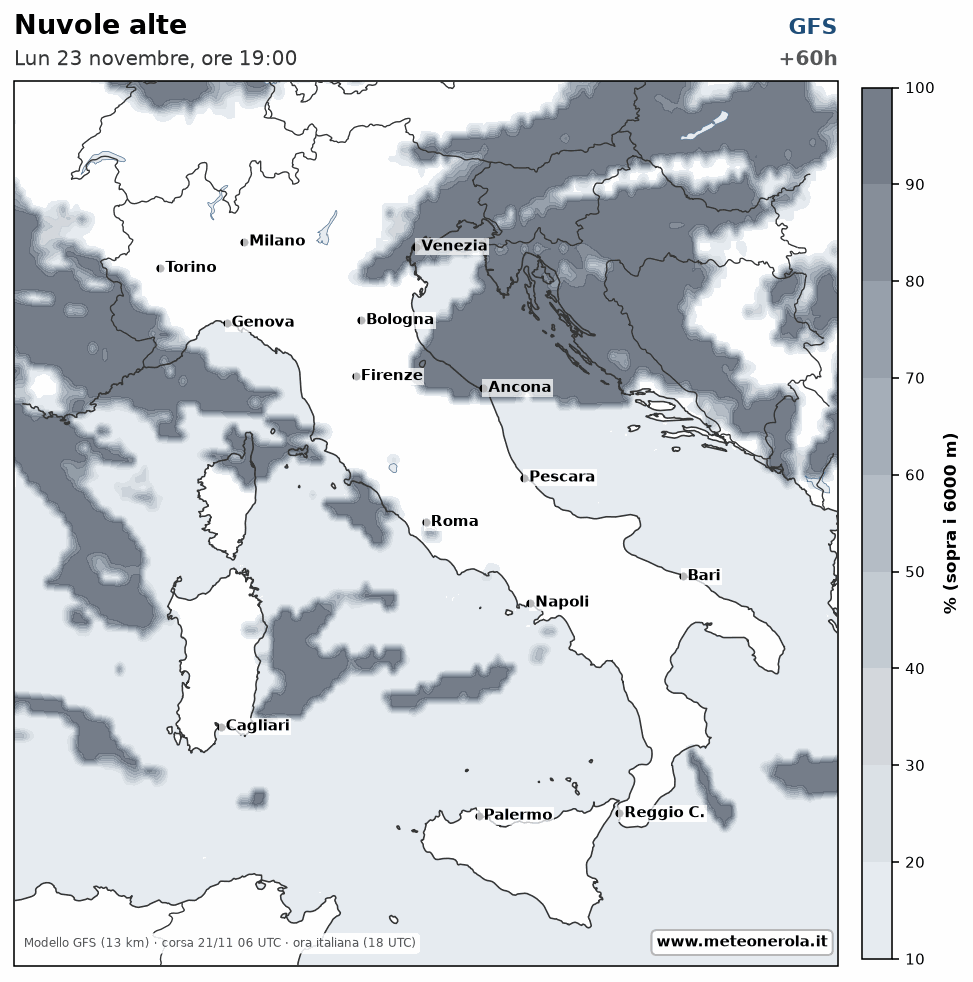 Nuvole alte
GFS
Lun 23 novembre, ore 19:00
+60h
Milano
Venezia
Torino
Genova
Bologna
Firenze
Ancona
Pescara
Roma
Bari
Napoli
Cagliari
Palermo
Reggio C.
100
90
80
70
60
50
40
30
20
10
% (sopra i 6000 m)
Modello GFS (13 km) · corsa 21/11 06 UTC · ora italiana (18 UTC)
www.meteonerola.it